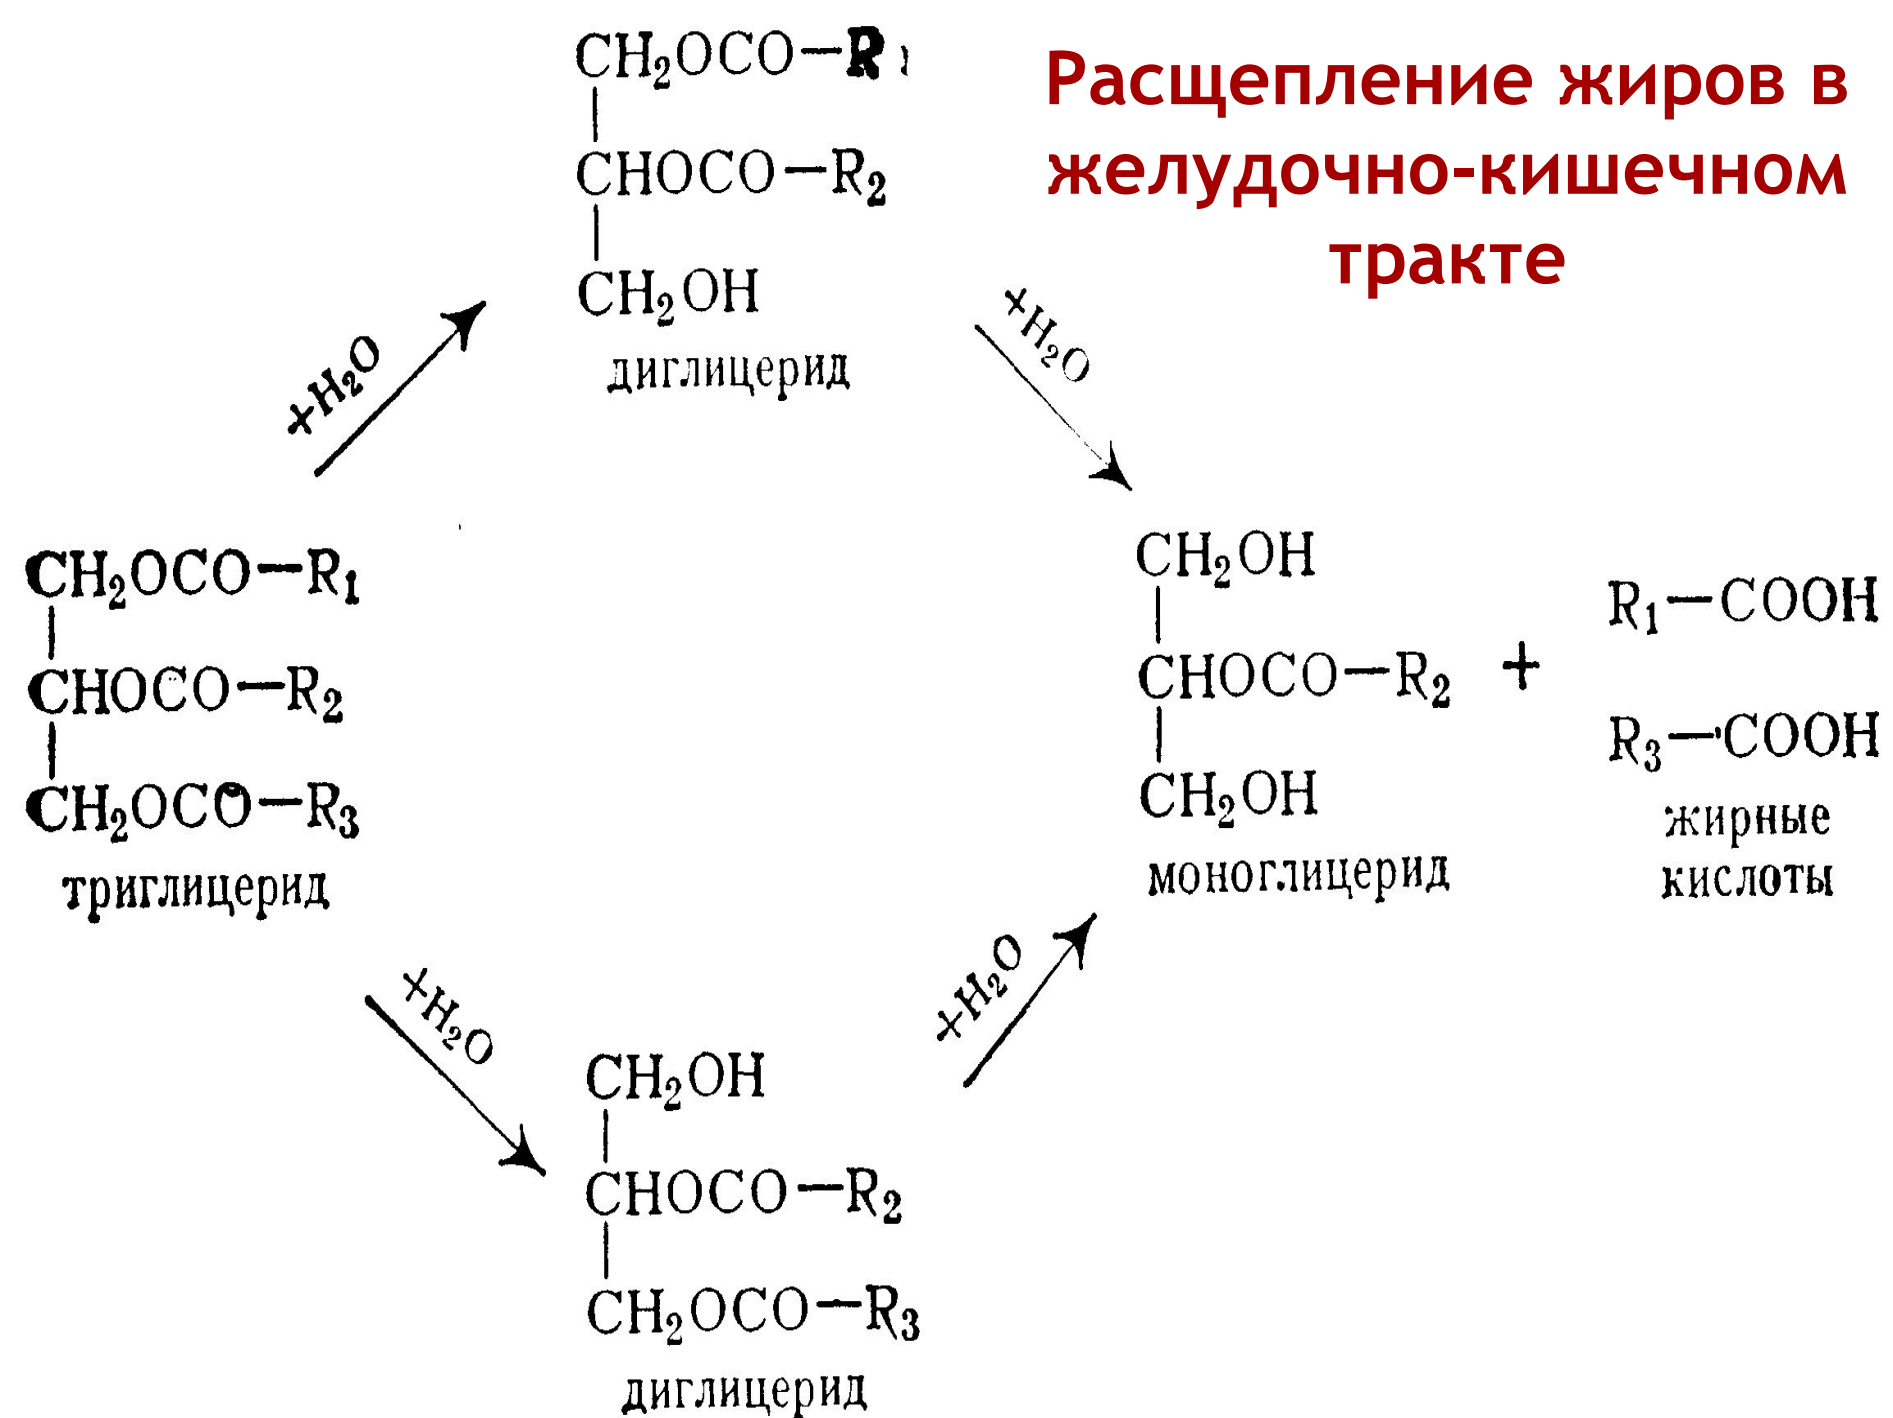 Расщепление жиров в
желудочно-кишечном
тракте
CH₂OCO—R₁
CHOCO—R₂
CH₂OH
диглицерид
+H₂O
+H₂O
CH₂OCO—R₁
CHOCO—R₂
CH₂OCO—R₃
триглицерид
CH₂OH
CHOCO—R₂
CH₂OH
моноглицерид
+
R₁—COOH
R₃—COOH
жирные
кислоты
+H₂O
+H₂O
CH₂OH
CHOCO—R₂
CH₂OCO—R₃
диглицерид